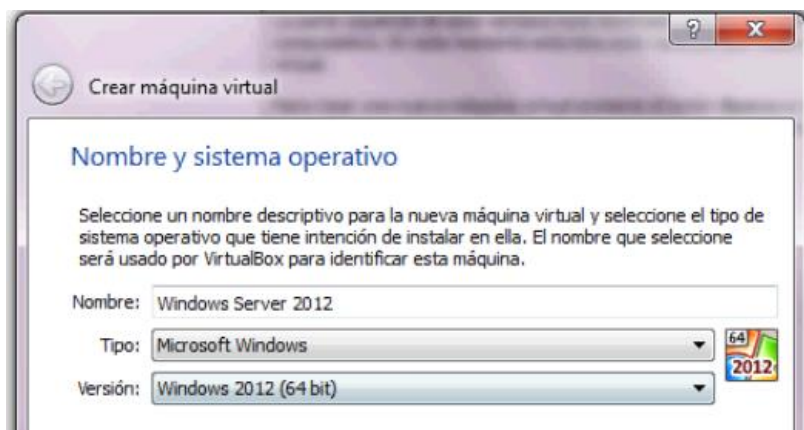 Crear máquina virtual
Nombre y sistema operativo
Seleccione un nombre descriptivo para la nueva máquina virtual y seleccione el tipo de
sistema operativo que tiene intención de instalar en ella. El nombre que seleccione
será usado por VirtualBox para identificar esta máquina.
Nombre: Windows Server 2012
Tipo: Microsoft Windows
64
2012
Versión: Windows 2012 (64 bit)